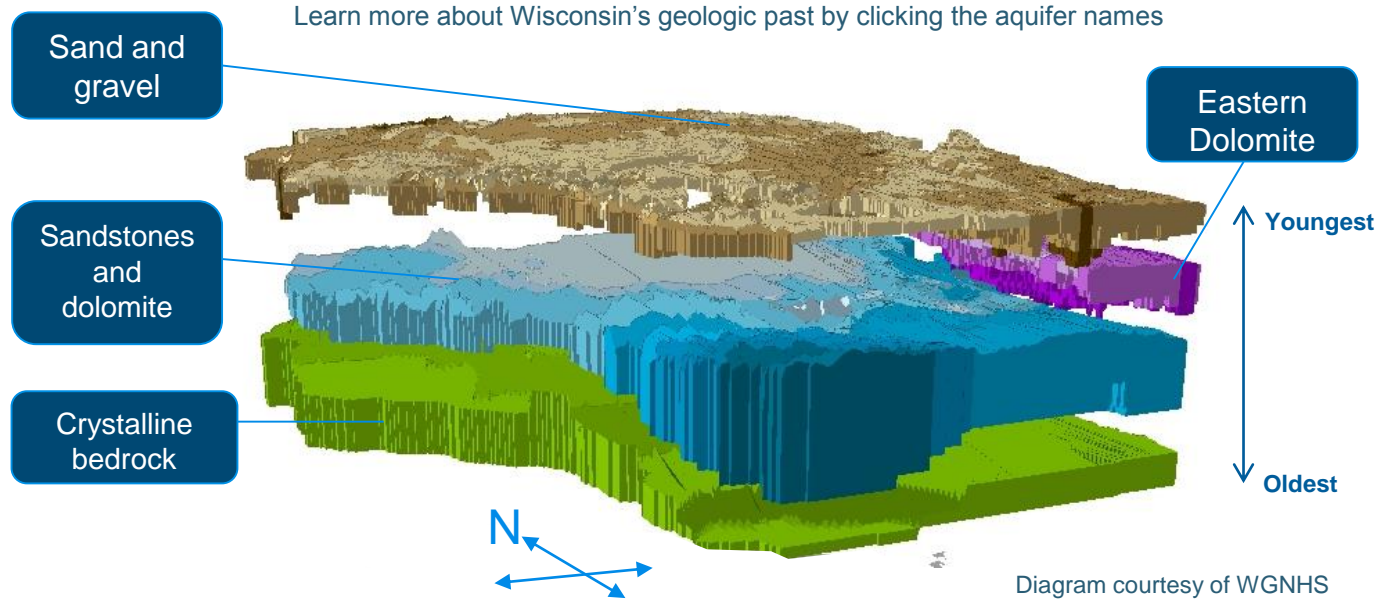 Learn more about Wisconsin’s geologic past by clicking the aquifer names
Sand and
gravel
Eastern
Dolomite
Sandstones
and
dolomite
Youngest
Crystalline
bedrock
Oldest
N
Diagram courtesy of WGNHS